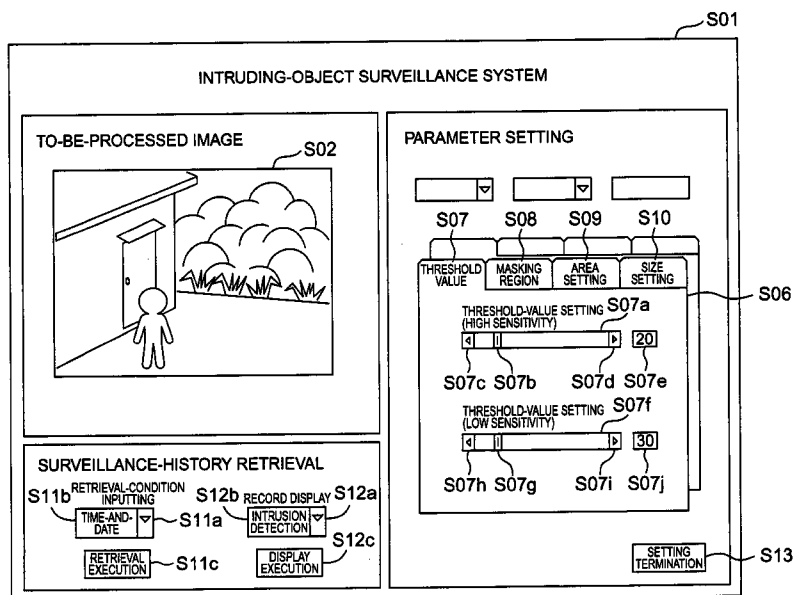 S01
INTRUDING-OBJECT SURVEILLANCE SYSTEM
TO-BE-PROCESSED IMAGE
S02
PARAMETER SETTING
S07
S08
S09
S10
THRESHOLD
VALUE
MASKING
REGION
AREA
SETTING
SIZE
SETTING
S06
THRESHOLD-VALUE SETTING
(HIGH SENSITIVITY)
S07a
20
S07c
S07b
S07d
S07e
THRESHOLD-VALUE SETTING
(LOW SENSITIVITY)
S07f
30
S07h
S07g
S07i
S07j
SETTING
TERMINATION
S13
SURVEILLANCE-HISTORY RETRIEVAL
RETRIEVAL-CONDITION
INPUTTING
S11b
TIME-AND-
DATE
S11a
RETRIEVAL
EXECUTION
S11c
RECORD DISPLAY
S12b
S12a
INTRUSION
DETECTION
S12c
DISPLAY
EXECUTION